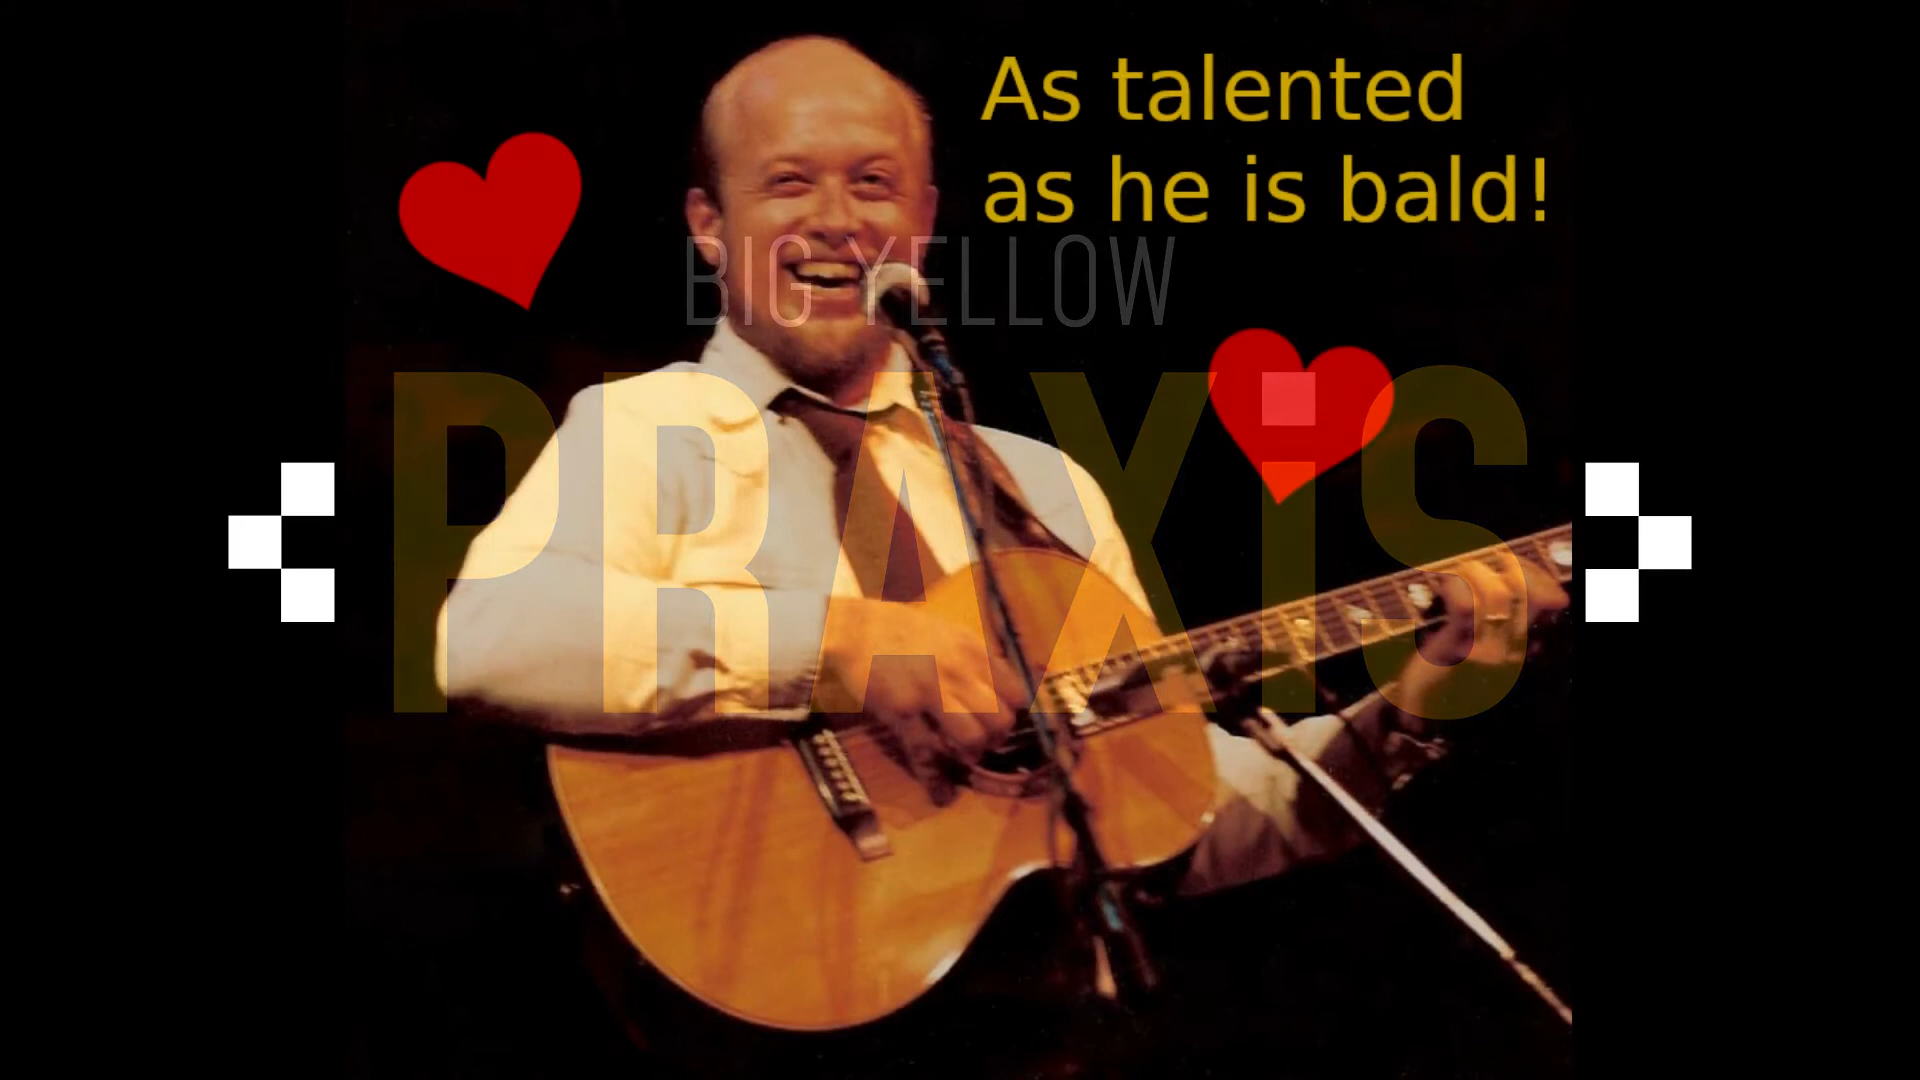 As talented
as he is bald!
BIG YELLOW
PRAXiS